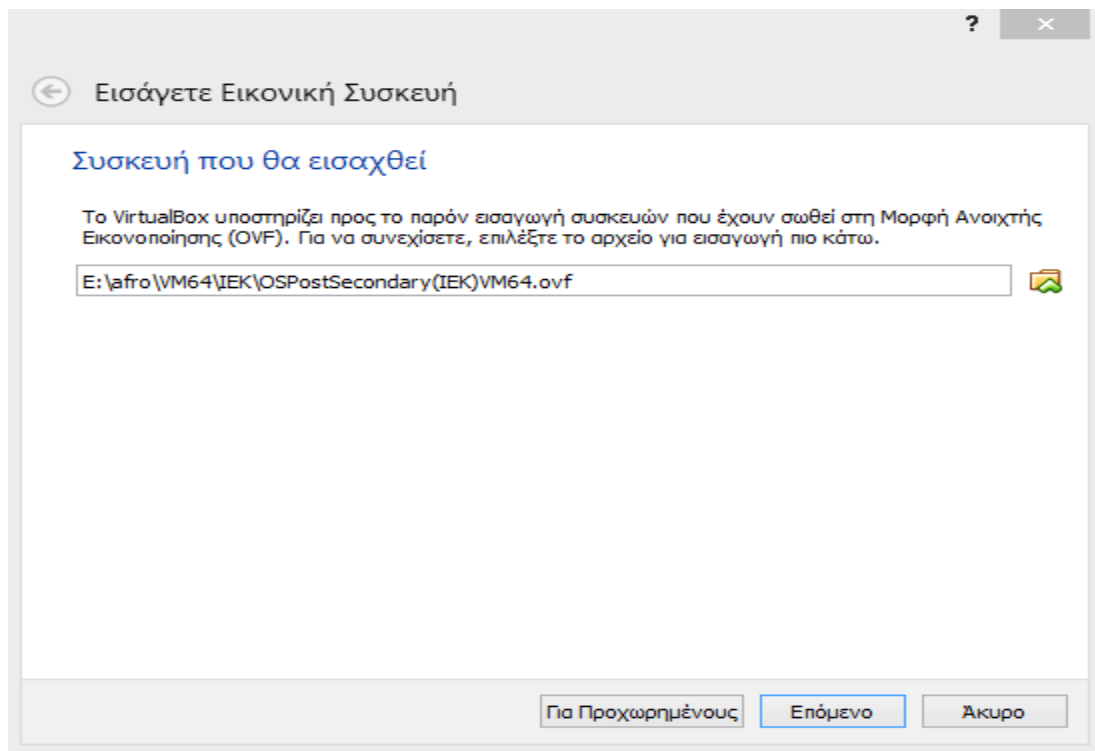 ?
Εισάγετε Εικονική Συσκευή
Συσκευή που θα εισαχθεί
Το VirtualBox υποστηρίζει προς το παρόν εισαγωγή συσκευών που έχουν σωθεί στη Μορφή Ανοιχτής
Εικονοποίησης (OVF). Για να συνεχίσετε, επιλέξτε το αρχείο για εισαγωγή πιο κάτω.
E:\afro\VM64\IEK\OSPostSecondary(IEK)VM64.ovf
Για Προχωρημένους Επόμενο Άκυρο